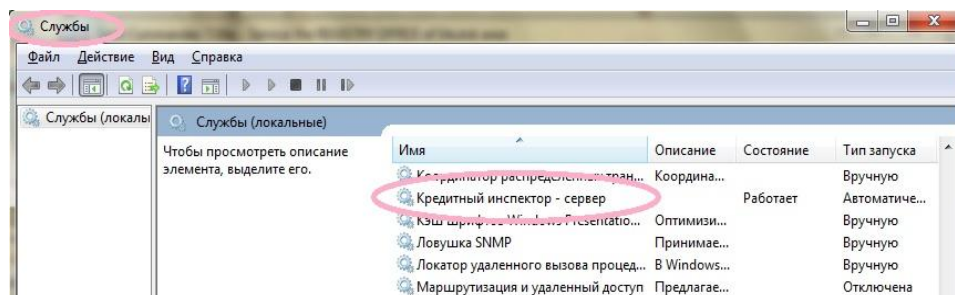 Службы
Файл Действие Вид Справка
Службы (локалы
Службы (локальные)
Чтобы просмотреть описание
элемента, выделите его.
Имя Описание Состояние Тип запуска
Координатор распределенных тран... Координа... Вручную
Кредитный инспектор - сервер Работает Автоматиче...
Кэш шрифтов Windows Presentatio... Оптимизи... Вручную
Ловушка SNMP Принимае... Вручную
Локатор удаленного вызова процед... В Windows... Вручную
Маршрутизация и удаленный доступ Предлагае... Отключена